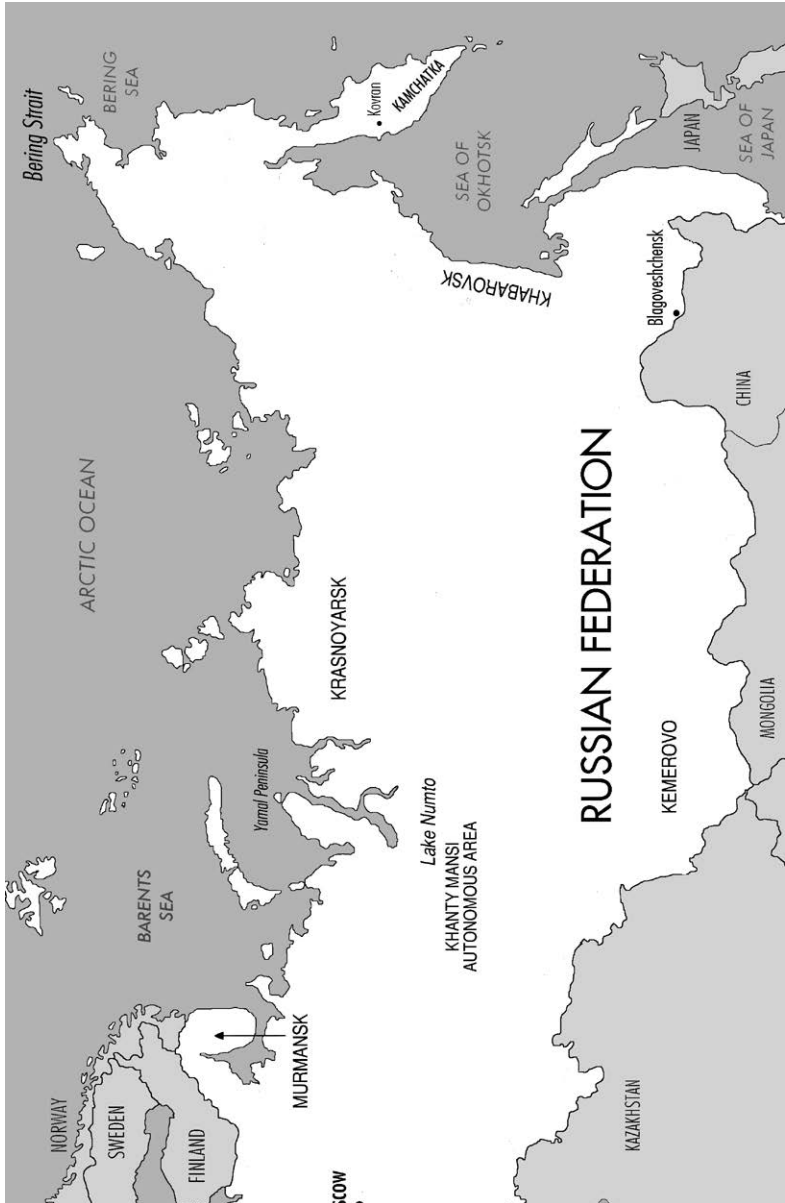 Bering Strait
BERING
SEA
Kovran
KAMCHATKA
SEA OF
OKHOTSK
JAPAN
SEA OF
JAPAN
KHABAROVSK
Blagoveshchensk
CHINA
ARCTIC OCEAN
KRASNOYARSK
RUSSIAN FEDERATION
MONGOLIA
KEMEROVO
Yamal Peninsula
Lake Numto
KHANTY MANSI
AUTONOMOUS AREA
BARENTS
SEA
MURMANSK
NORWAY
SWEDEN
FINLAND
KAZAKHSTAN